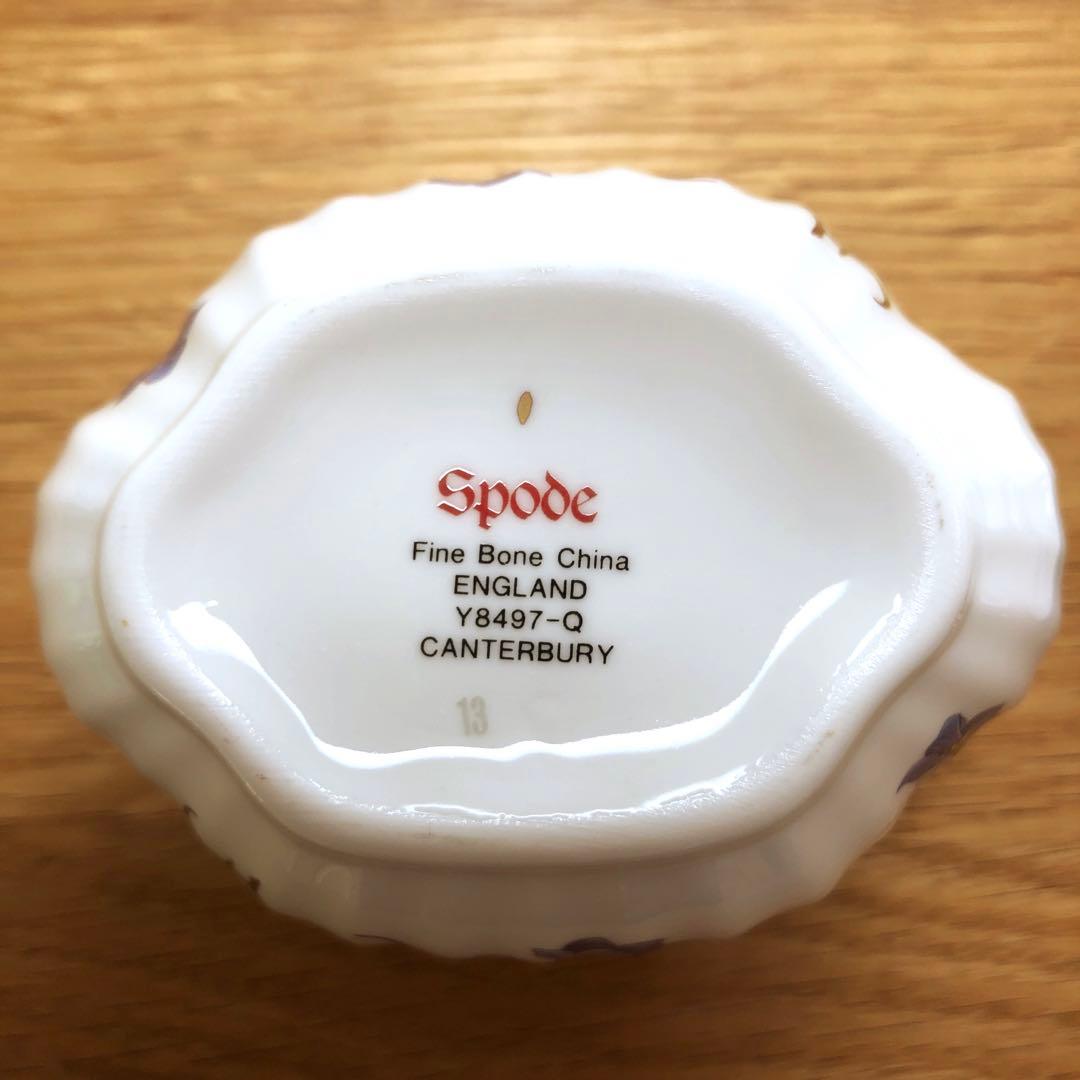 Spode
Fine Bone China
ENGLAND
Y8497-Q
CANTERBURY
13